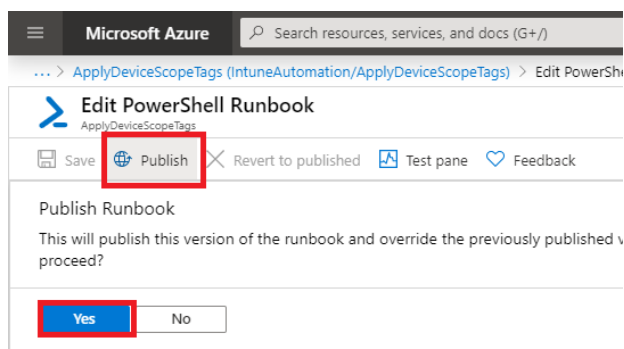 Microsoft Azure Search resources, services, and docs (G+/)
... > ApplyDeviceScopeTags (IntuneAutomation/ApplyDeviceScopeTags) > Edit PowerShe
Edit PowerShell Runbook
ApplyDeviceScopeTags
Save Publish Revert to published Test pane Feedback
Publish Runbook
This will publish this version of the runbook and override the previously published v
proceed?
Yes No